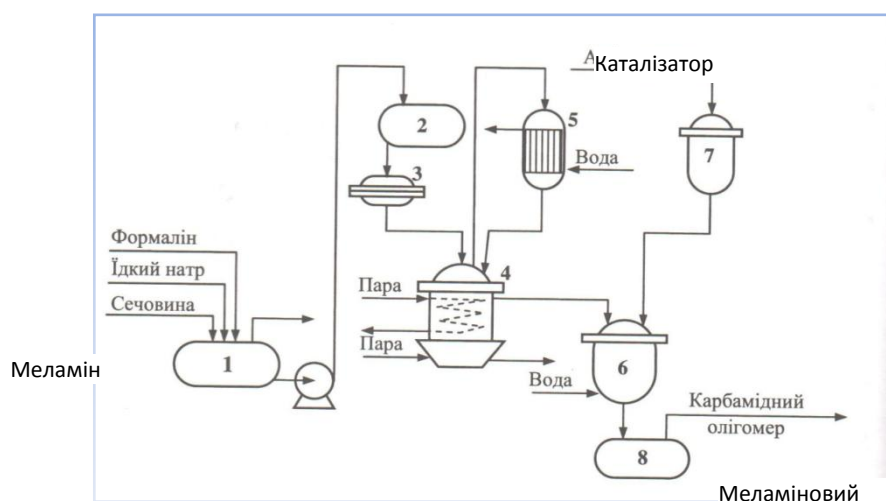 Каталізатор
5
2
7
Вода
3
Формалін
4
Їдкий натр
Пара
Сечовина
Меламін
1
Пара
6
Вода
Карбамідний
олігомер
8
Меламіновий